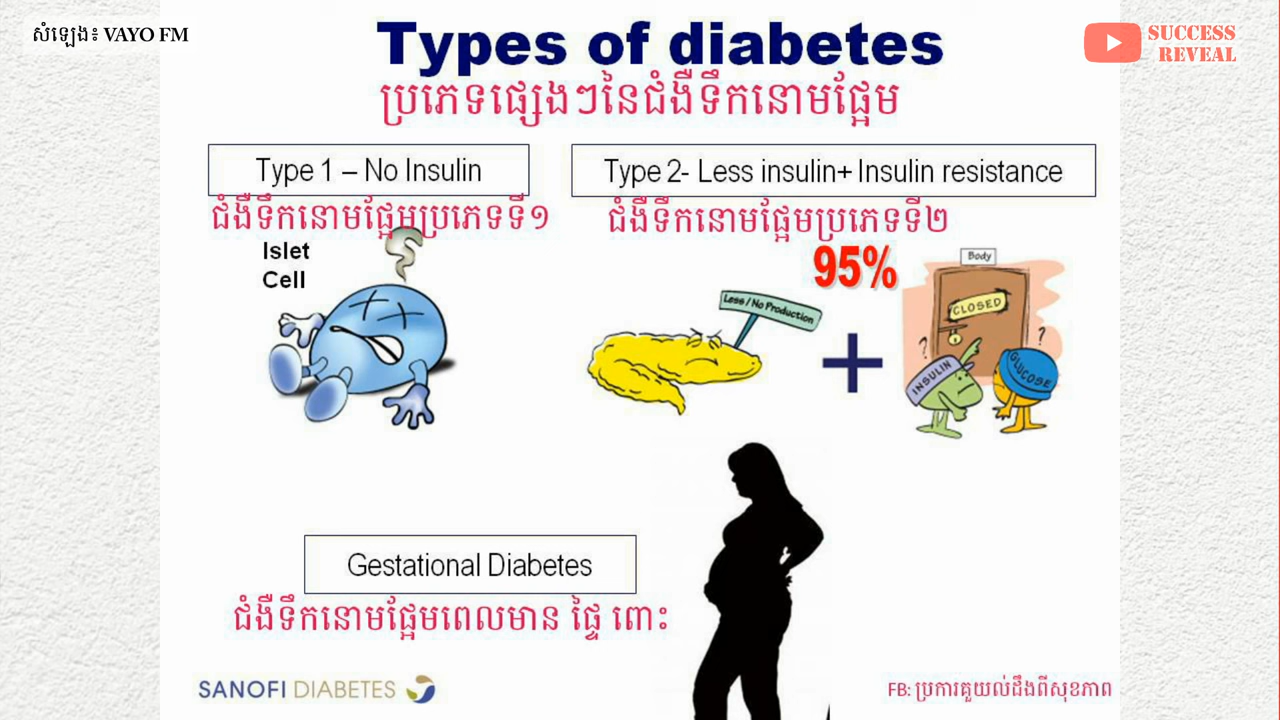 សំឡេង៖ VAYO FM
SUCCESS
REVEAL
Types of diabetes
ប្រភេទផ្សេងៗនៃជំងឺទឹកនោមផ្អែម
Type 1 – No Insulin
ជំងឺទឹកនោមផ្អែមប្រភេទទី១
Islet
Cell
Type 2- Less insulin+ Insulin resistance
ជំងឺទឹកនោមផ្អែមប្រភេទទី២
95%
Less / No Production
+
Body
CLOSED
?
?
INSULIN
GLUCOSE
Gestational Diabetes
ជំងឺទឹកនោមផ្អែមពេលមាន ផ្ទៃ ពោះ
SANOFI DIABETES
FB: ប្រការគួយល់ដឹងពីសុខភាព